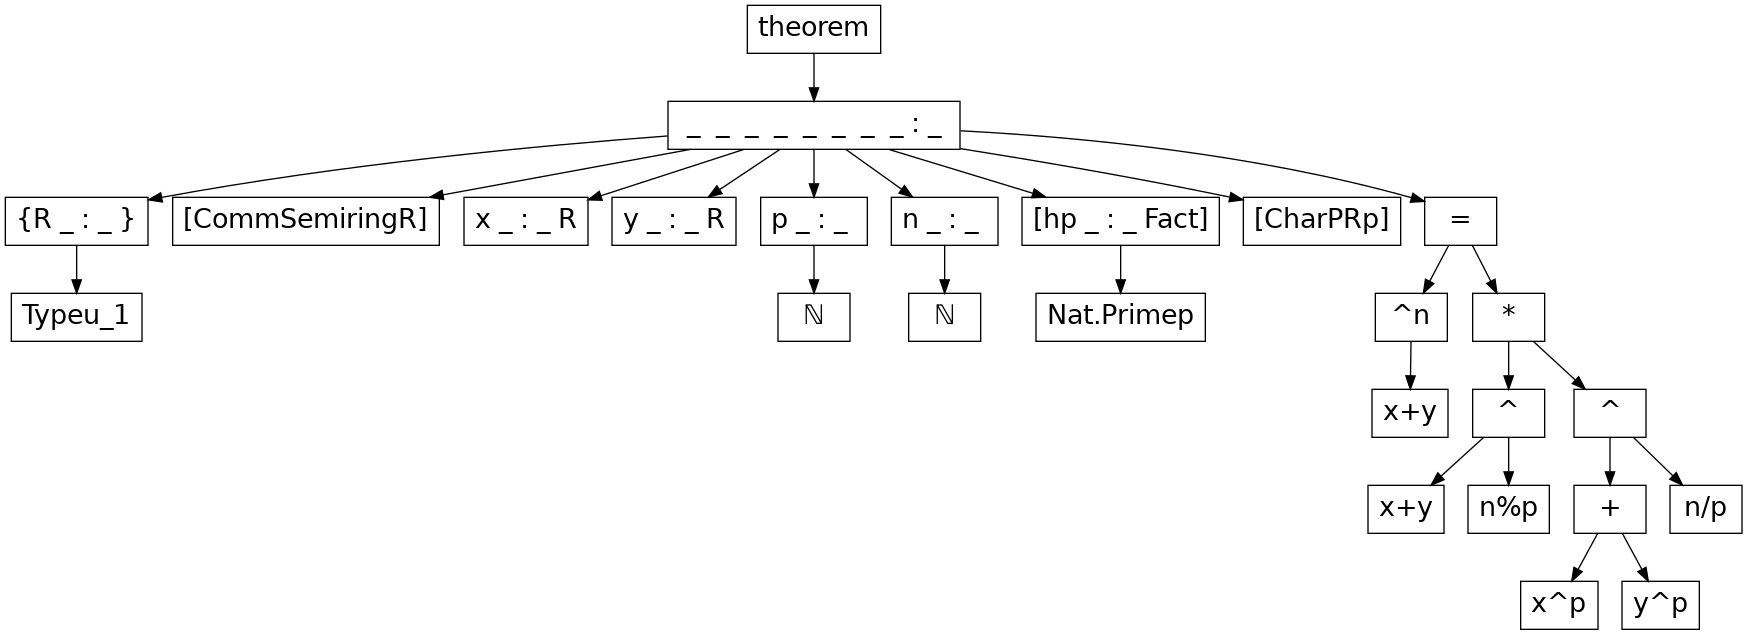 theorem
_ _ _ _ _ _ _ _ : _
{R _ : _ }
[CommSemiringR]
x _ : _ R
y _ : _ R
p _ : _
n _ : _
[hp _ : _ Fact]
[CharPRp]
=
Typeu_1
ℕ
ℕ
Nat.Primep
^n
*
x+y
^
^
x+y
n%p
+
n/p
x^p
y^p